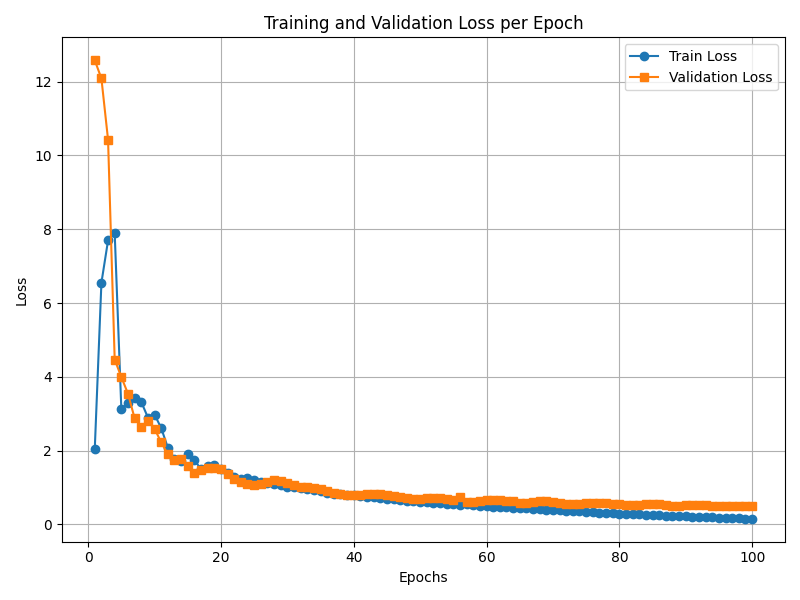 Training and Validation Loss per Epoch
Train Loss
Validation Loss
Loss
12
10
8
6
4
2
0
0 20 40 60 80 100
Epochs